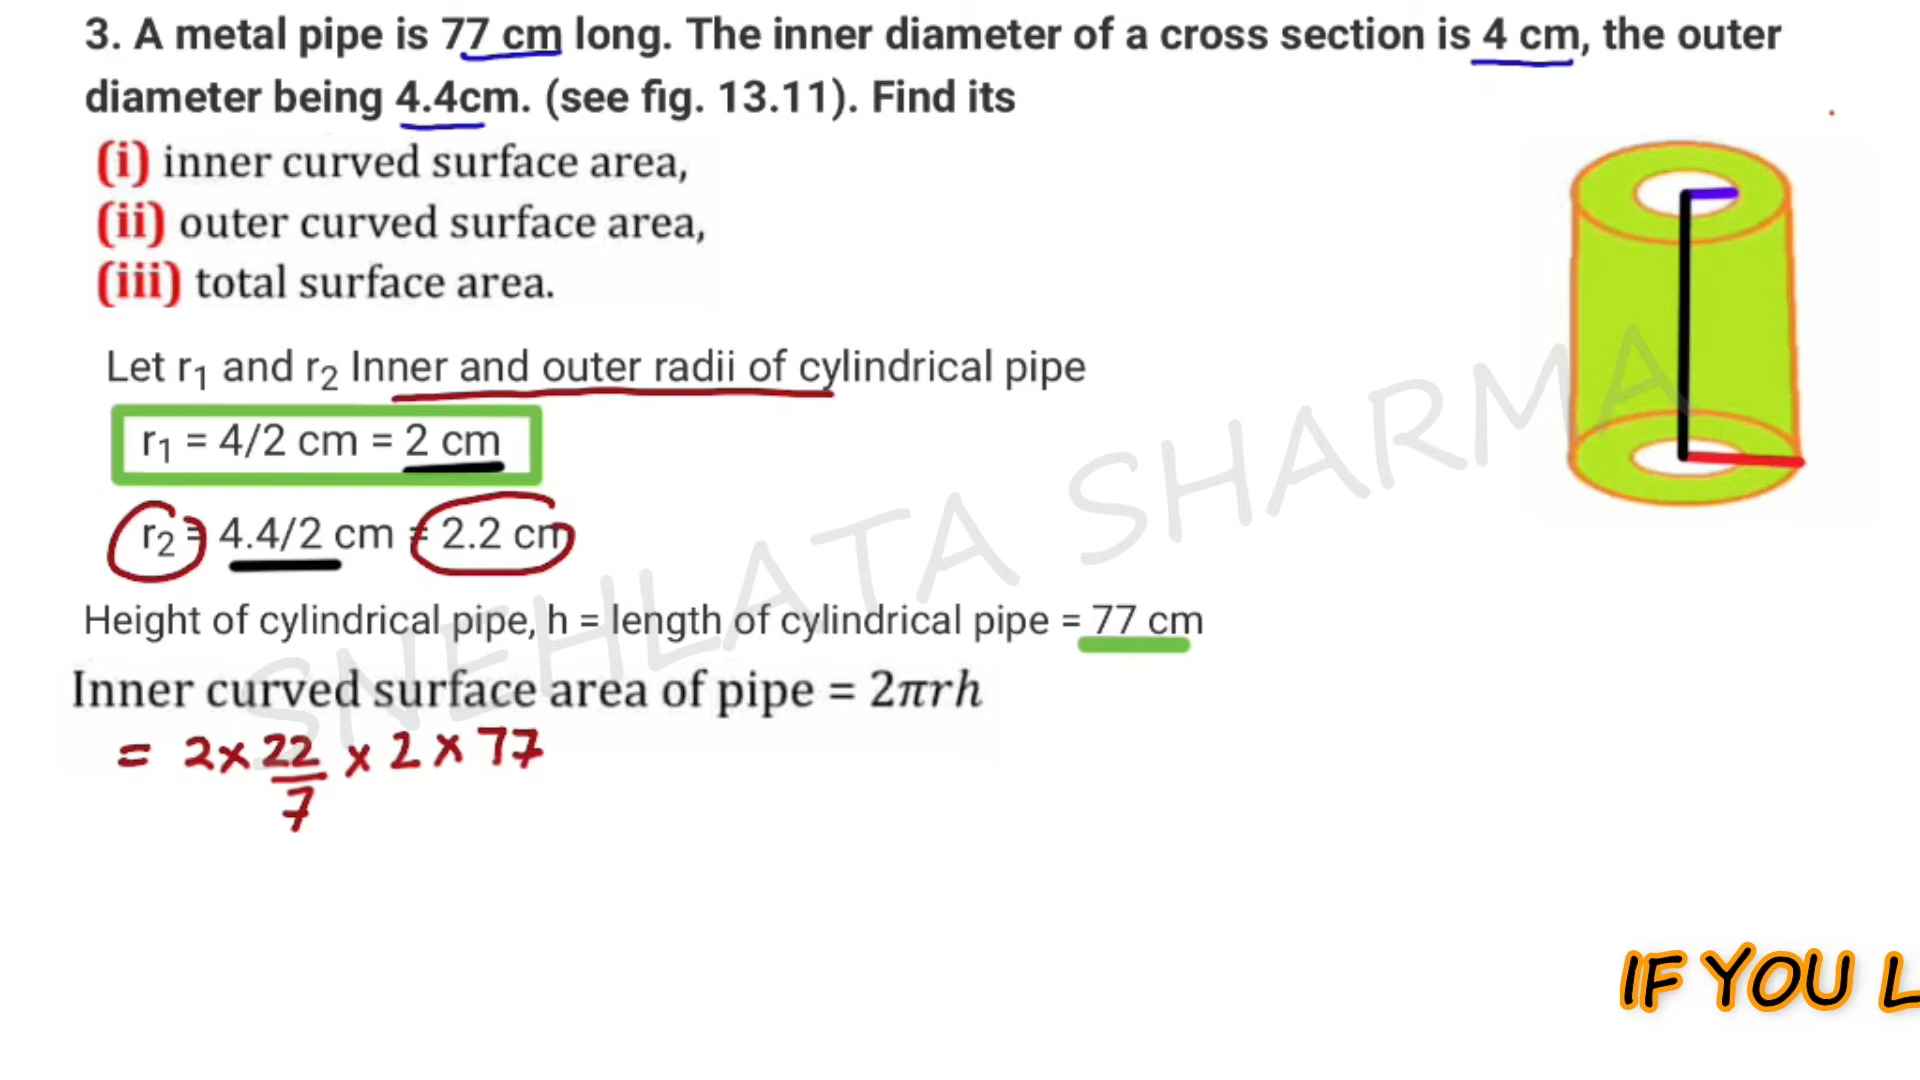 3. A metal pipe is 77 cm long. The inner diameter of a cross section is 4 cm, the outer
diameter being 4.4cm. (see fig. 13.11). Find its
(i) inner curved surface area,
(ii) outer curved surface area,
(iii) total surface area.
Let r₁ and r₂ Inner and outer radii of cylindrical pipe
r₁ = 4/2 cm = 2 cm
r₂ = 4.4/2 cm = 2.2 cm
Height of cylindrical pipe, h = length of cylindrical pipe = 77 cm
Inner curved surface area of pipe = 2πrh
= 2 × 22/7 × 2 × 77
SNEHLATA SHARMA
IF YOU L